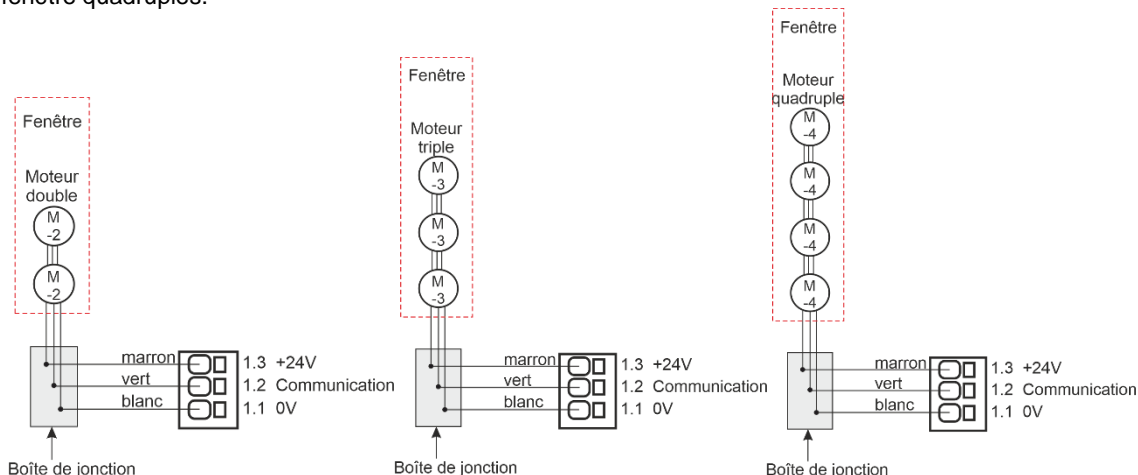 fenêtre quadruples.
Fenêtre
Moteur
double
M
-2
M
-2
marron
1.3 +24V
vert
1.2 Communication
blanc
1.1 0V
Boîte de jonction
Fenêtre
Moteur
triple
M
-3
M
-3
M
-3
marron
1.3 +24V
vert
1.2 Communication
blanc
1.1 0V
Boîte de jonction
Fenêtre
Moteur
quadruple
M
-4
M
-4
M
-4
M
-4
marron
1.3 +24V
vert
1.2 Communication
blanc
1.1 0V
Boîte de jonction